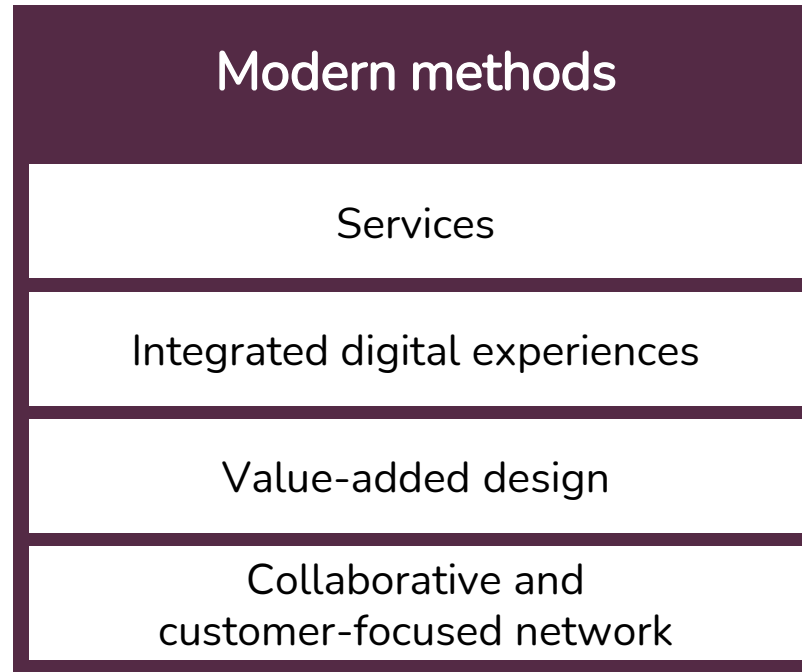 Modern methods
Services
Integrated digital experiences
Value-added design
Collaborative and
customer-focused network